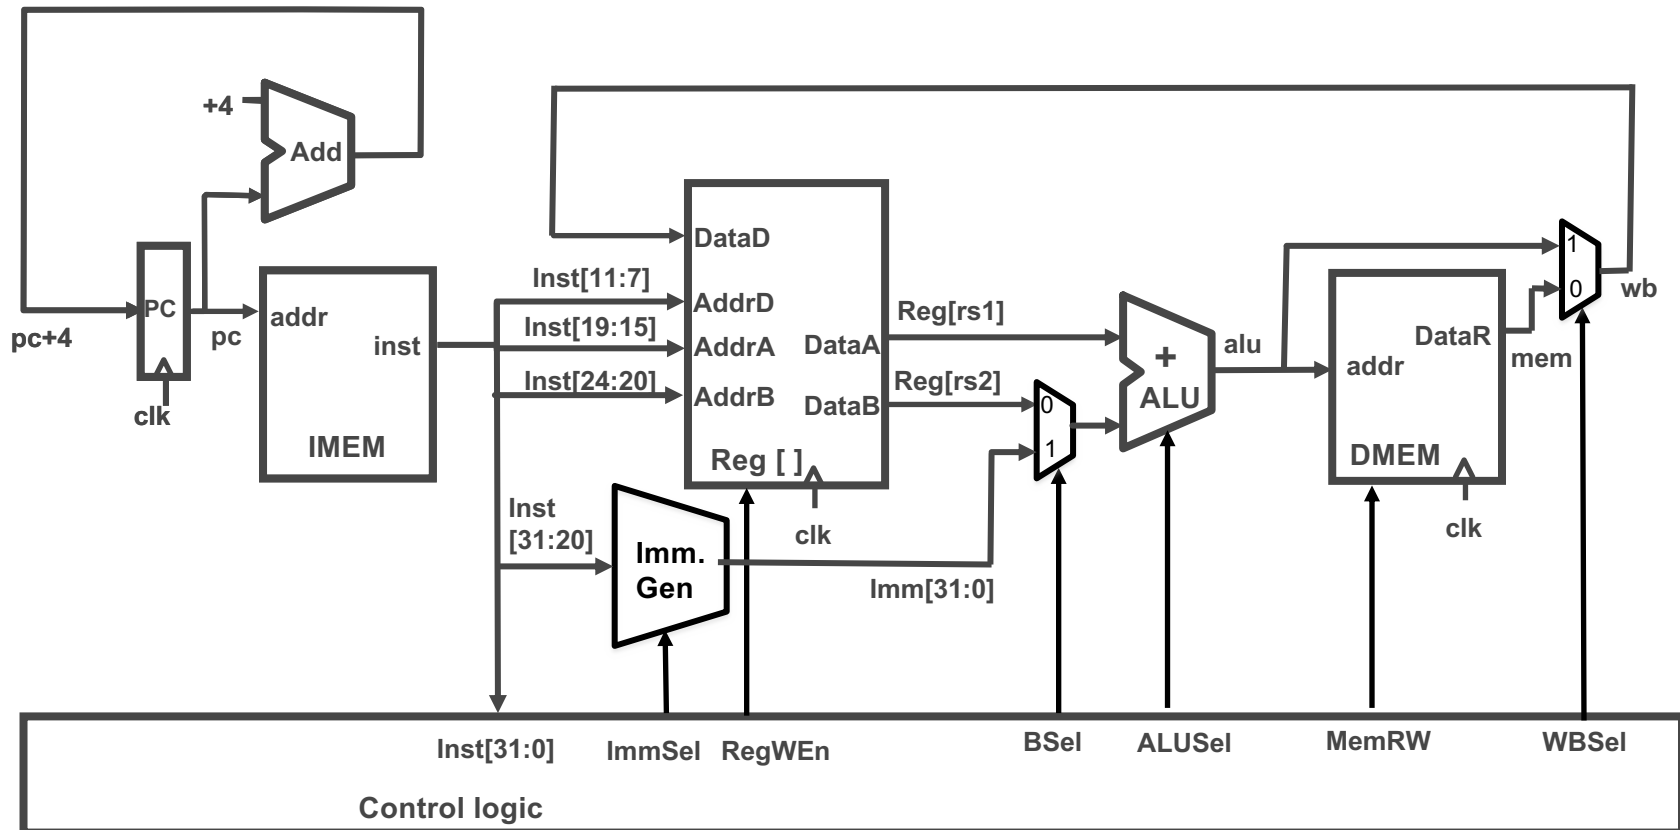 +4
Add
PC
pc+4
pc
clk
addr
inst
IMEM
Inst[11:7]
Inst[19:15]
Inst[24:20]
DataD
AddrD
AddrA
AddrB
DataA
DataB
Reg [ ]
clk
Reg[rs1]
Reg[rs2]
0
1
+
ALU
alu
addr
DataR
DMEM
clk
mem
1
0
wb
Inst
[31:20]
Imm.
Gen
Imm[31:0]
Inst[31:0]
ImmSel
RegWEn
BSel
ALUSel
MemRW
WBSel
Control logic